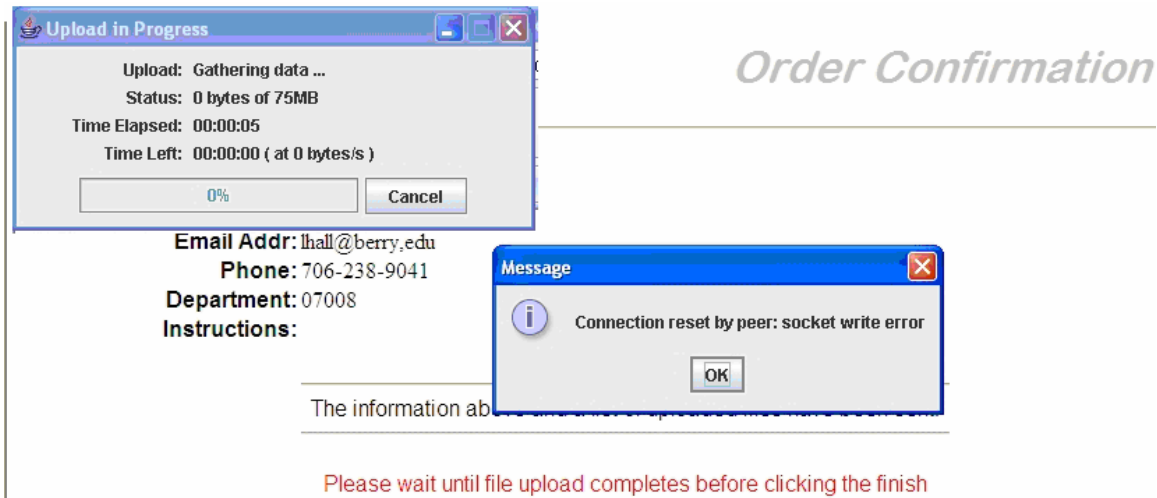 Upload in Progress
Upload: Gathering data ...
Status: 0 bytes of 75MB
Time Elapsed: 00:00:05
Time Left: 00:00:00 ( at 0 bytes/s )
0%
Cancel
Order Confirmation
Email Addr: lhall@berry,edu
Phone: 706-238-9041
Department: 07008
Instructions:
Message
Connection reset by peer: socket write error
OK
The information
Please wait until file upload completes before clicking the finish